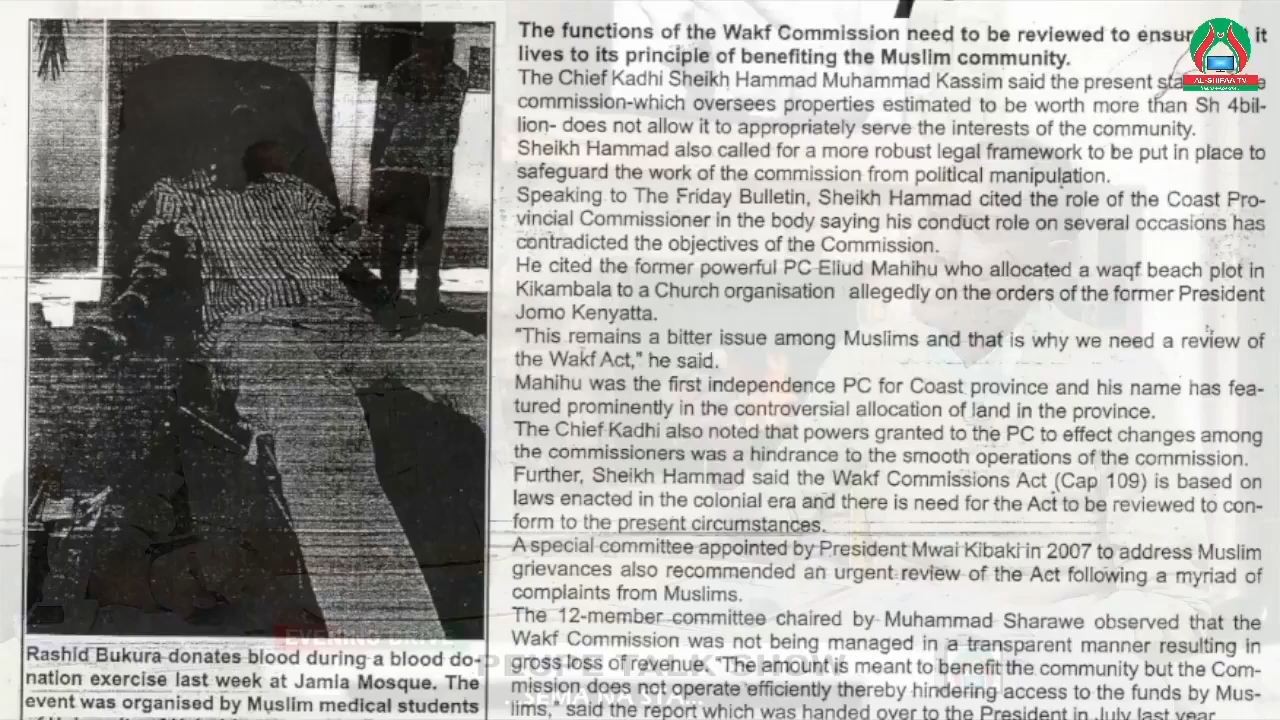 The functions of the Wakf Commission need to be reviewed to ensur it
lives to its principle of benefiting the Muslim community.
The Chief Kadhi Sheikh Hammad Muhammad Kassim said the present
commission-which oversees properties estimated to be worth more than Sh 4bil-
lion- does not allow it to appropriately serve the interests of the community.
Sheikh Hammad also called for a more robust legal framework to be put in place to
safeguard the work of the commission from political manipulation.
Speaking to The Friday Bulletin, Sheikh Hammad cited the role of the Coast Pro-
vincial Commissioner in the body saying his conduct role on several occasions has
contradicted the objectives of the Commission.
He cited the former powerful PC Eliud Mahihu who allocated a waqf beach plot in
Kikambala to a Church organisation allegedly on the orders of the former President
Jomo Kenyatta.
"This remains a bitter issue among Muslims and that is why we need a review of
the Wakf Act," he said.
Mahihu was the first independence PC for Coast province and his name has fea-
tured prominently in the controversial allocation of land in the province.
The Chief Kadhi also noted that powers granted to the PC to effect changes among
the commissioners was a hindrance to the smooth operations of the commission.
Further, Sheikh Hammad said the Wakf Commissions Act (Cap 109) is based on
laws enacted in the colonial era and there is need for the Act to be reviewed to con-
form to the present circumstances.
A special committee appointed by President Mwai Kibaki in 2007 to address Muslim
grievances also recommended an urgent review of the Act following a myriad of
complaints from Muslims.
The 12-member committee chaired by Muhammad Sharawe observed that the
Wakf Commission was not being managed in a transparent manner resulting in
gross loss of revenue. "The amount is meant to benefit the community but the Com-
mission does not operate efficiently thereby hindering access to the funds by Mus-
lims," said the report which was handed over to the President in July last year
Rashid Bukura donates blood during a blood do-
nation exercise last week at Jamla Mosque. The
event was organised by Muslim medical students
AL-SHIFAA TV
EVENING DRIVE
PEUPE TALK SHOW
SEMA NA STA...